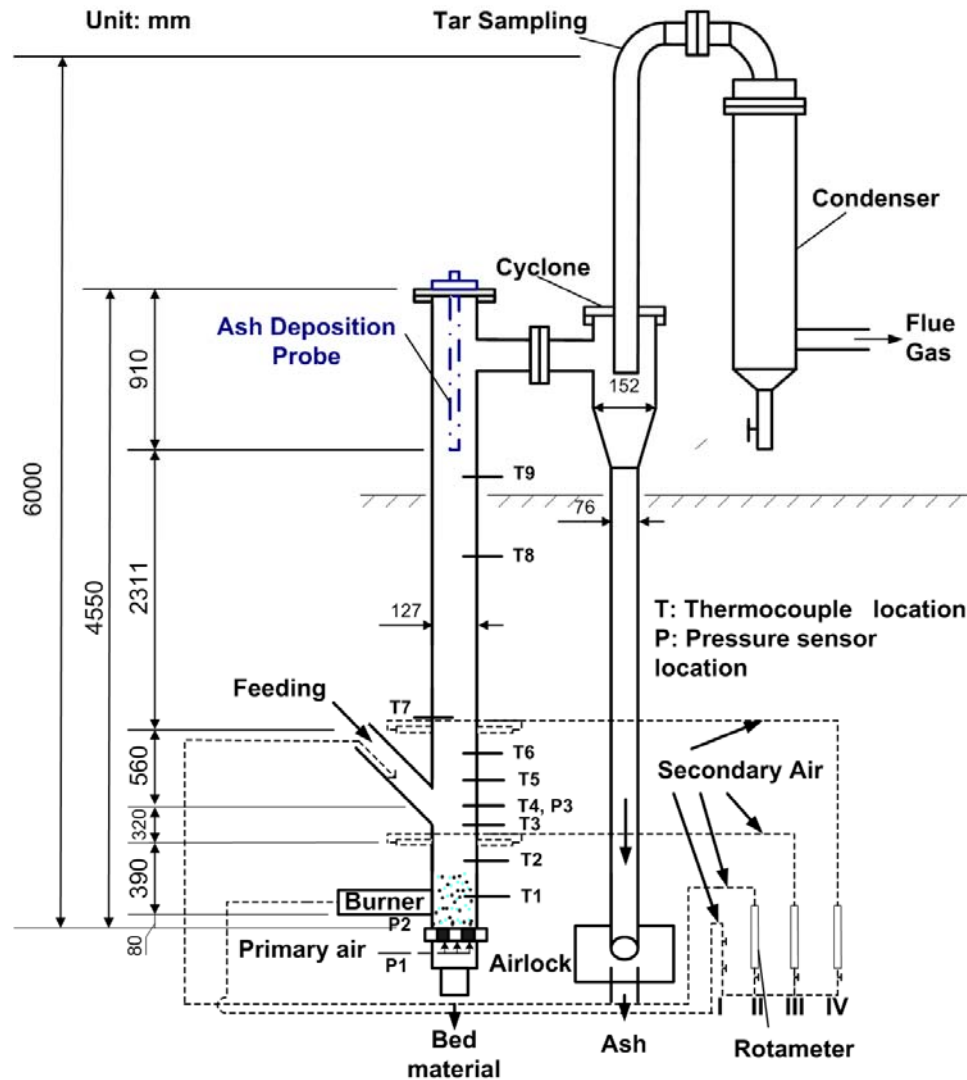 Unit: mm
Tar Sampling
Condenser
Cyclone
Flue
Gas
Ash Deposition
Probe
910
152
6000
T9
76
T8
4550
2311
127
T: Thermocouple location
P: Pressure sensor
location
Feeding
T7
T6
560
T5
Secondary Air
T4, P3
320
T3
T2
390
T1
Burner
P2
80
Primary air
P1
Airlock
I
II
III
IV
Bed
material
Ash
Rotameter